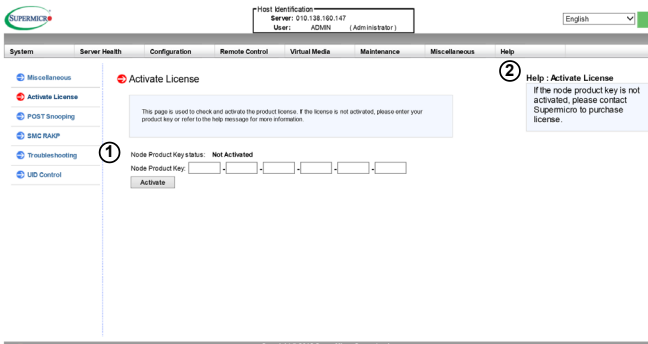 SUPERMICR
Host Identification
Server: 010.138.160.147
User: ADMIN (Administrator)
English
System Server Health Configuration Remote Control Virtual Media Maintenance Miscellaneous Help
Miscellaneous
Activate License
POST Snooping
SMC RAKP
Troubleshooting
UID Control
Activate License
This page is used to check and activate the product license. If the license is not activated, please enter your
product key or refer to the help message for more information.
1
Node Product Key status: Not Activated
Node Product Key: - - - - -
Activate
2
Help : Activate License
If the node product key is not
activated, please contact
Supermicro to purchase
license.